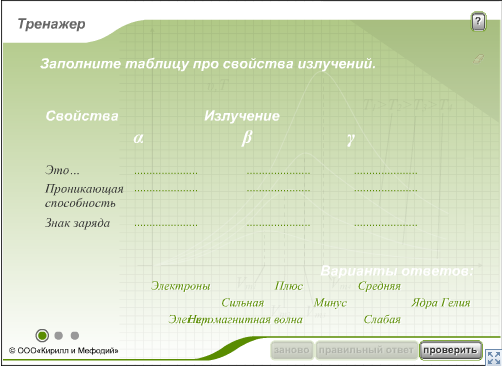 Тренажер
?
Заполните таблицу про свойства излучений.
Свойства Излучение
α β γ
Это... .................... .................... ....................
Проникающая способность .................... .................... ....................
Знак заряда .................... .................... ....................
Варианты ответов:
Электроны Плюс Средняя
Сильная Минус Ядра Гелия
Электромагнитная волна Нет Слабая
© ООО«Кирилл и Мефодий» заново правильный ответ проверить